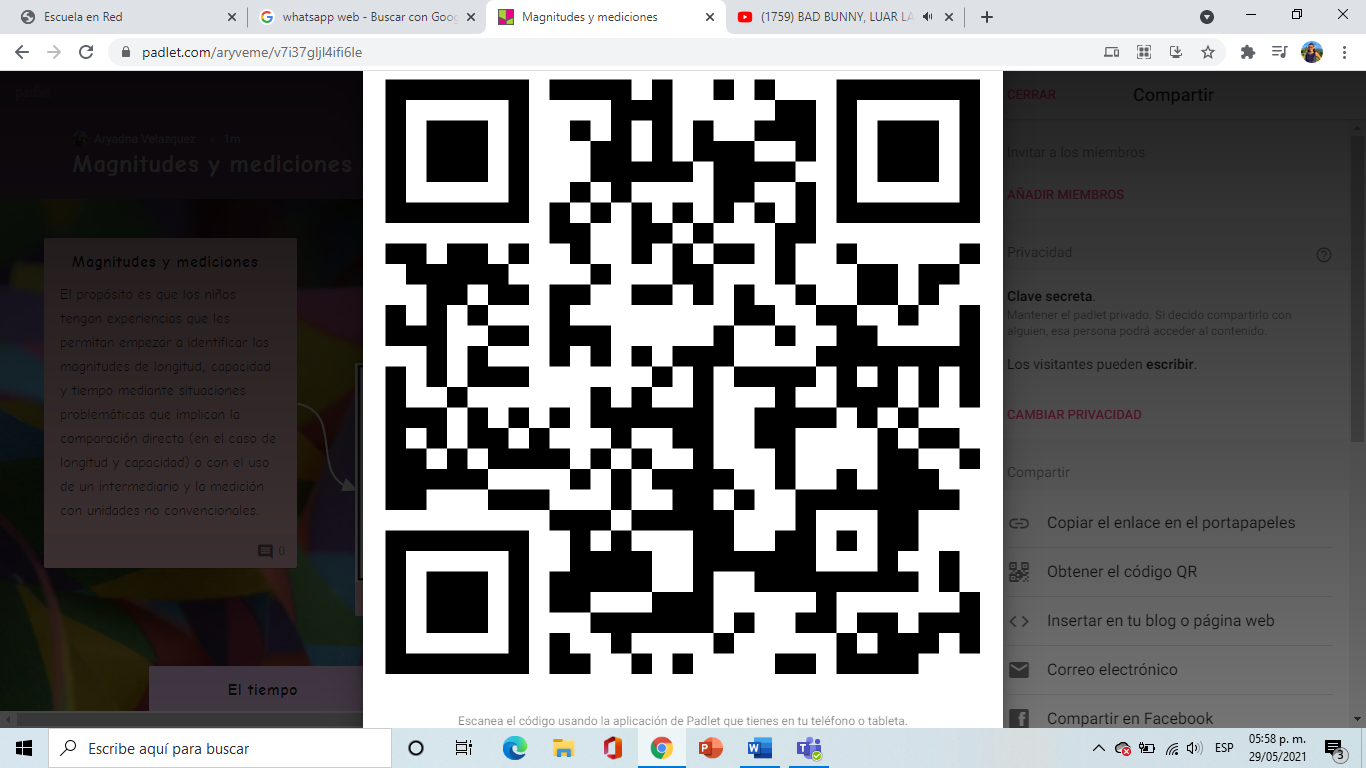 Escuela en Red
whatsapp web - Buscar con Goog
Magnitudes y mediciones
(1759) BAD BUNNY, LUAR LA
padlet.com/aryveme/v7i37gljl4ifi6le
padlet
Aryadna Velazquez • 1m
Magnitudes y mediciones
Magnitudes y mediciones
El propósito es que los niños
tengan experiencias que les
permitan empezar a identificar las
magnitudes de longitud, capacidad
y tiempo mediante situaciones
problemáticas que implican la
comparación directa (en el caso de
longitud y capacidad) o con el uso
de un intermediario y la medición
con unidades no convencionales.
0
El tiempo
Escanea el código usando la aplicación de Padlet que tienes en tu teléfono o tableta.
CERRAR
Compartir
Invitar a los miembros
AÑADIR MIEMBROS
Privacidad
Clave secreta.
Mantener el padlet privado. Si decido compartirlo con
alguien, esa persona podrá acceder al contenido.
Los visitantes pueden escribir.
CAMBIAR PRIVACIDAD
Compartir
Copiar el enlace en el portapapeles
Obtener el código QR
Insertar en tu blog o página web
Correo electrónico
Compartir en Facebook
Escribe aquí para buscar
ESP
05:58 p. m.
29/05/2021
3